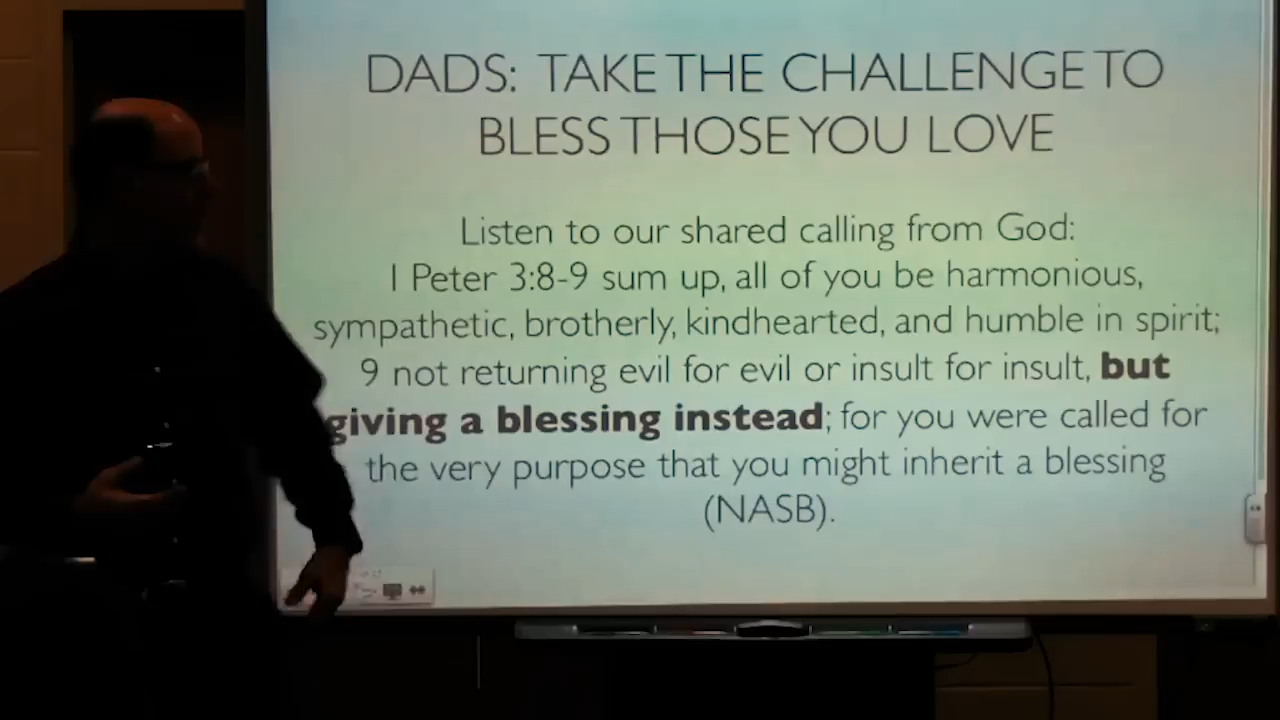 DADS: TAKE THE CHALLENGE TO
BLESS THOSE YOU LOVE
Listen to our shared calling from God:
1 Peter 3:8-9 sum up, all of you be harmonious,
sympathetic, brotherly, kindhearted, and humble in spirit;
9 not returning evil for evil or insult for insult, but
giving a blessing instead; for you were called for
the very purpose that you might inherit a blessing
(NASB).